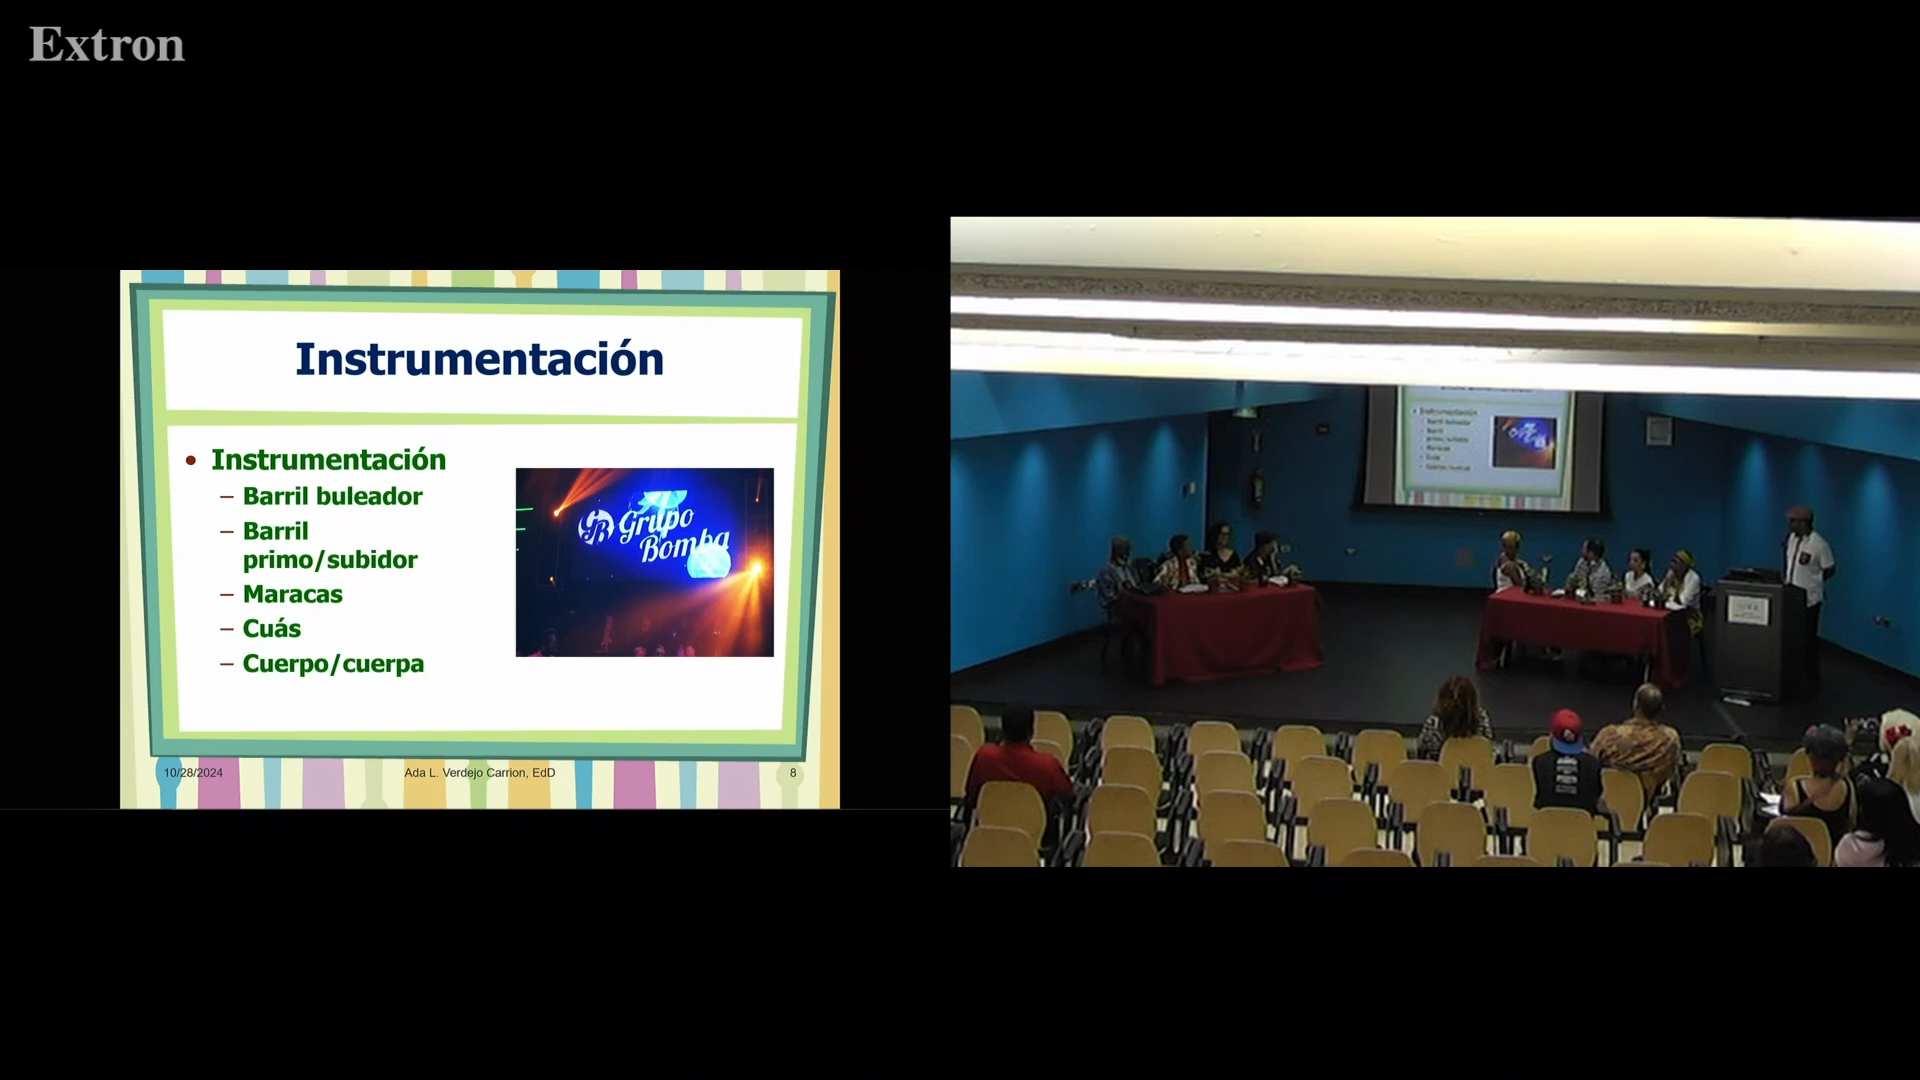 Extron
Instrumentación
• Instrumentación
– Barril buleador
– Barril
primo/subidor
– Maracas
– Cuás
– Cuerpo/cuerpa
Grupo
Bomba
10/28/2024
Ada L. Verdejo Carrion, EdD
8
Instrumentación